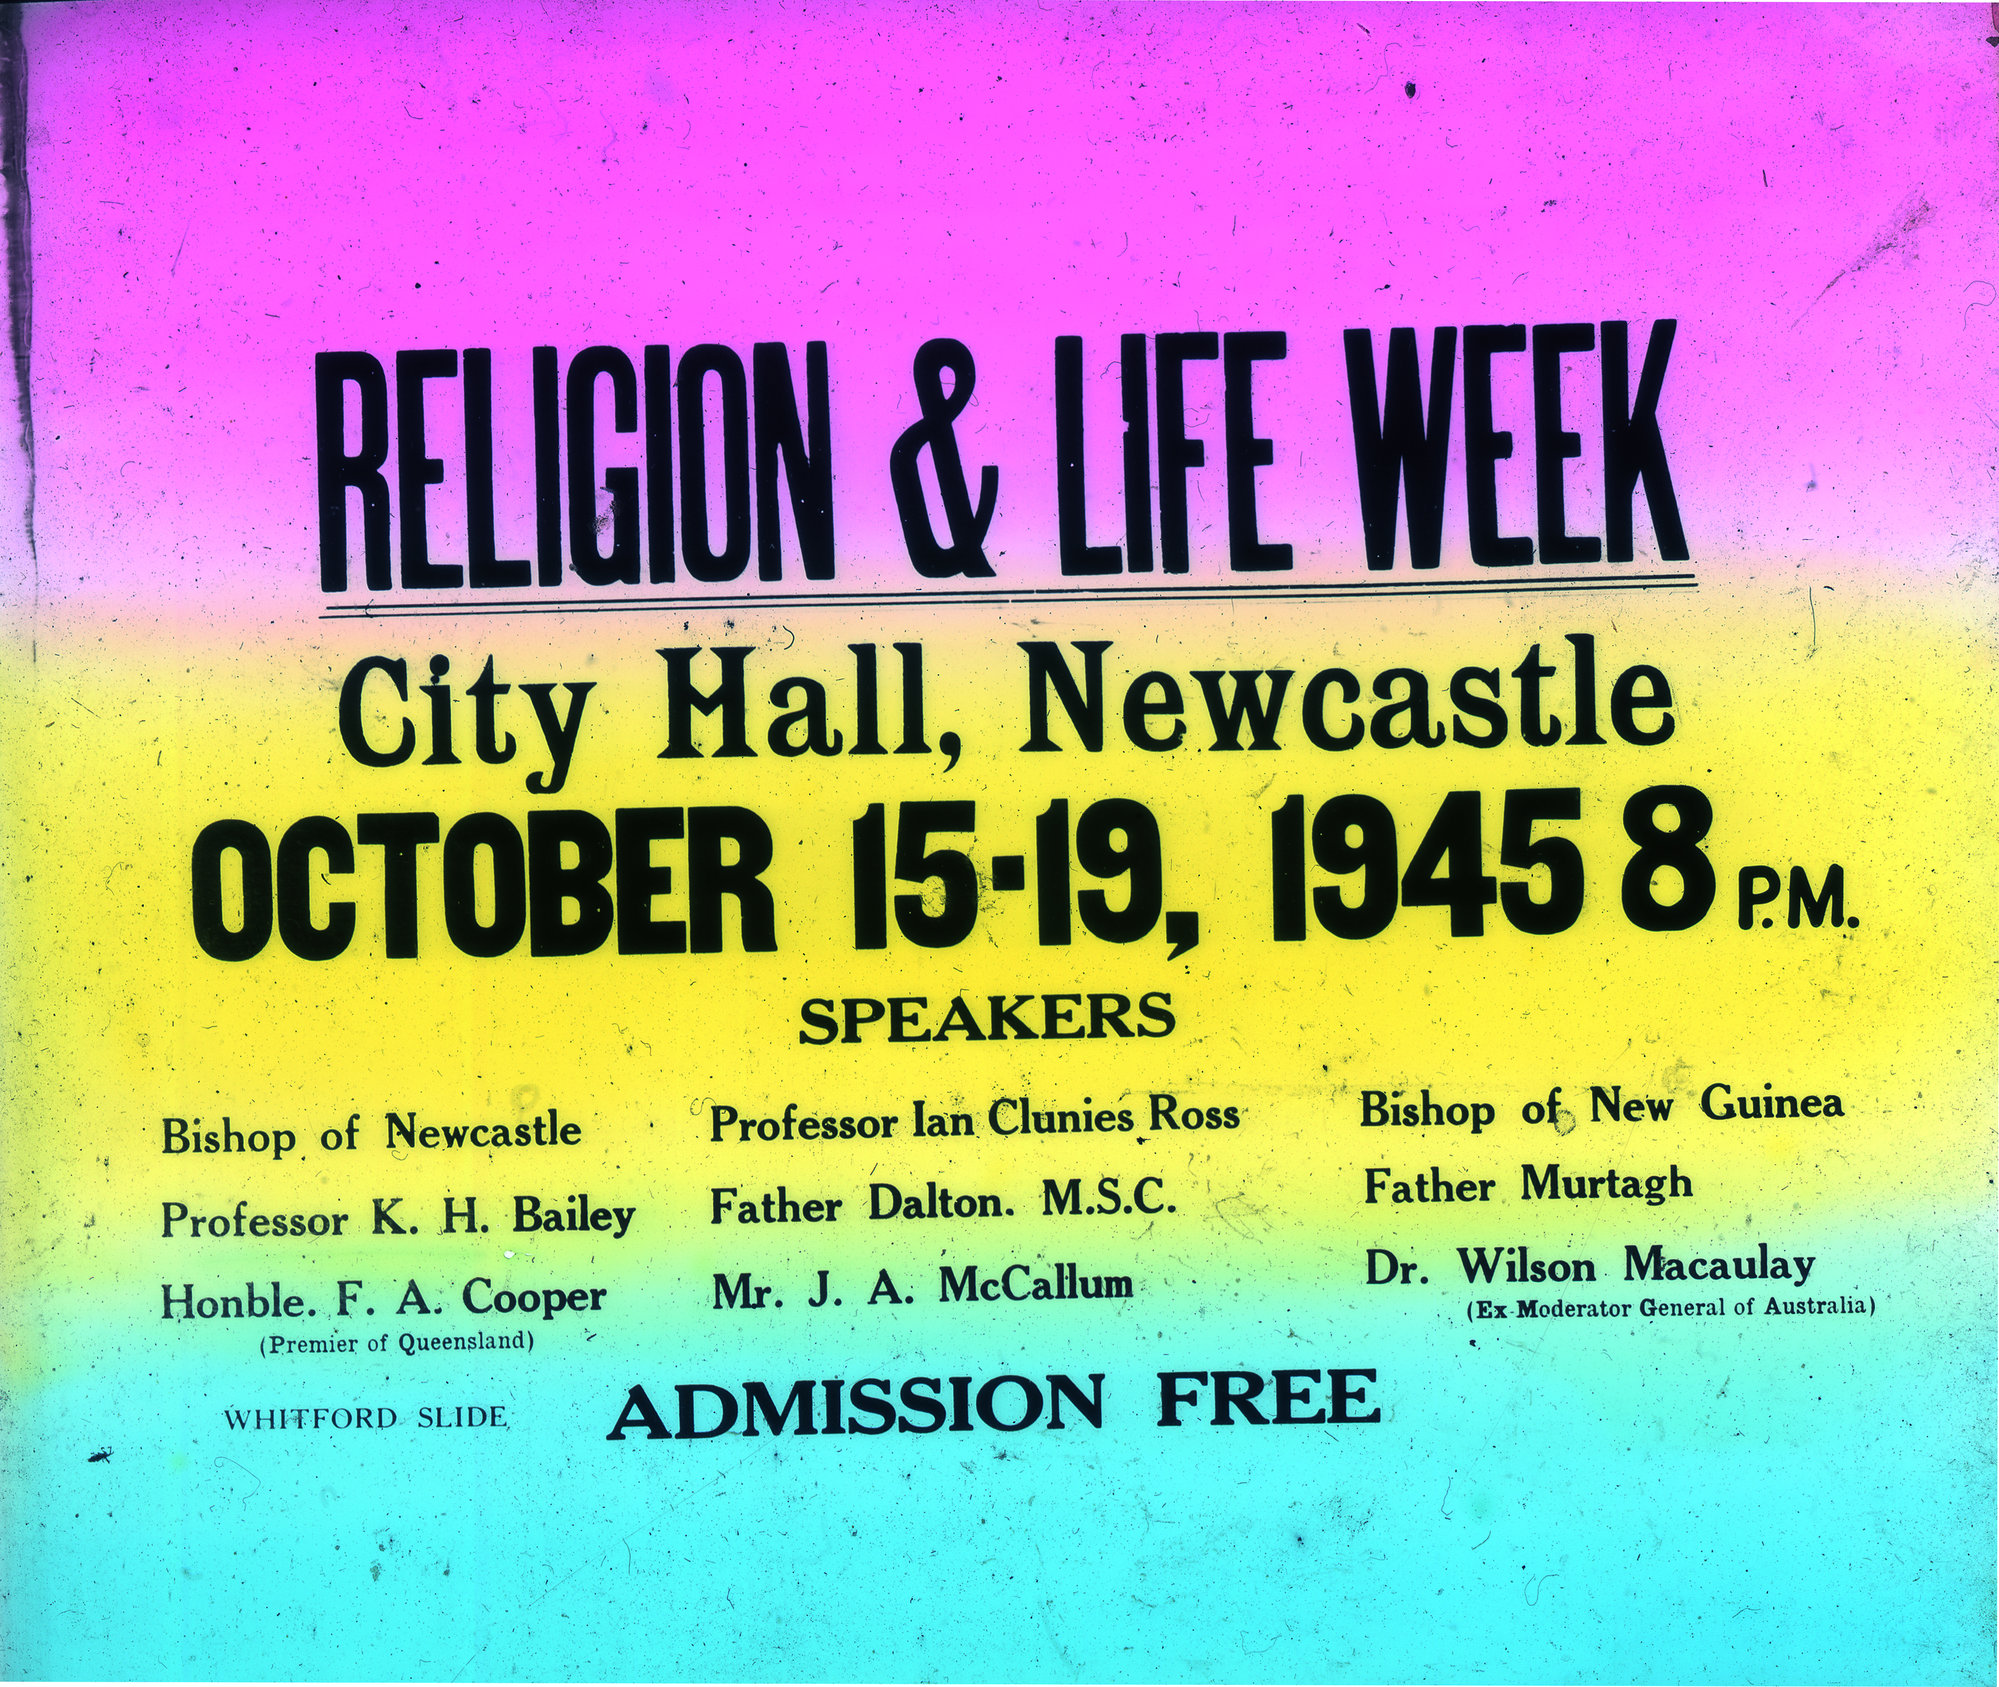 RELIGION & LIFE WEEK
City Hall, Newcastle
OCTOBER 15-19, 1945 8 P.M.
SPEAKERS
Bishop of Newcastle
Professor K. H. Bailey
Honble. F. A. Cooper
(Premier of Queensland)
Professor Ian Clunies Ross
Father Dalton. M.S.C.
Mr. J. A. McCallum
Bishop of New Guinea
Father Murtagh
Dr. Wilson Macaulay
(Ex-Moderator General of Australia)
WHITFORD SLIDE
ADMISSION FREE